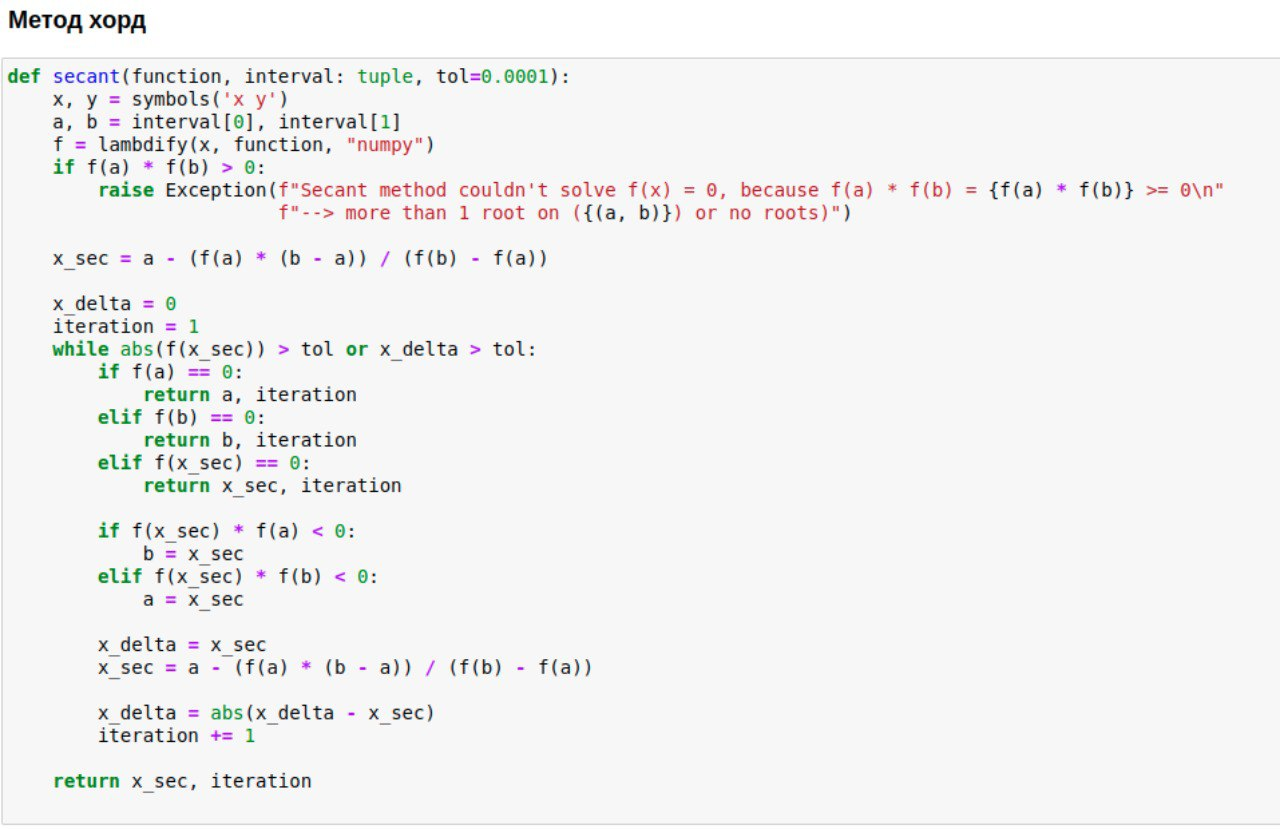 Метод хорд
def secant(function, interval: tuple, tol=0.0001):
    x, y = symbols('x y')
    a, b = interval[0], interval[1]
    f = lambdify(x, function, "numpy")
    if f(a) * f(b) > 0:
        raise Exception(f"Secant method couldn't solve f(x) = 0, because f(a) * f(b) = {f(a) * f(b)} >= 0\n"
                        f"--> more than 1 root on ({(a, b)}) or no roots)")

    x_sec = a - (f(a) * (b - a)) / (f(b) - f(a))

    x_delta = 0
    iteration = 1
    while abs(f(x_sec)) > tol or x_delta > tol:
        if f(a) == 0:
            return a, iteration
        elif f(b) == 0:
            return b, iteration
        elif f(x_sec) == 0:
            return x_sec, iteration

        if f(x_sec) * f(a) < 0:
            b = x_sec
        elif f(x_sec) * f(b) < 0:
            a = x_sec

        x_delta = x_sec
        x_sec = a - (f(a) * (b - a)) / (f(b) - f(a))

        x_delta = abs(x_delta - x_sec)
        iteration += 1

    return x_sec, iteration